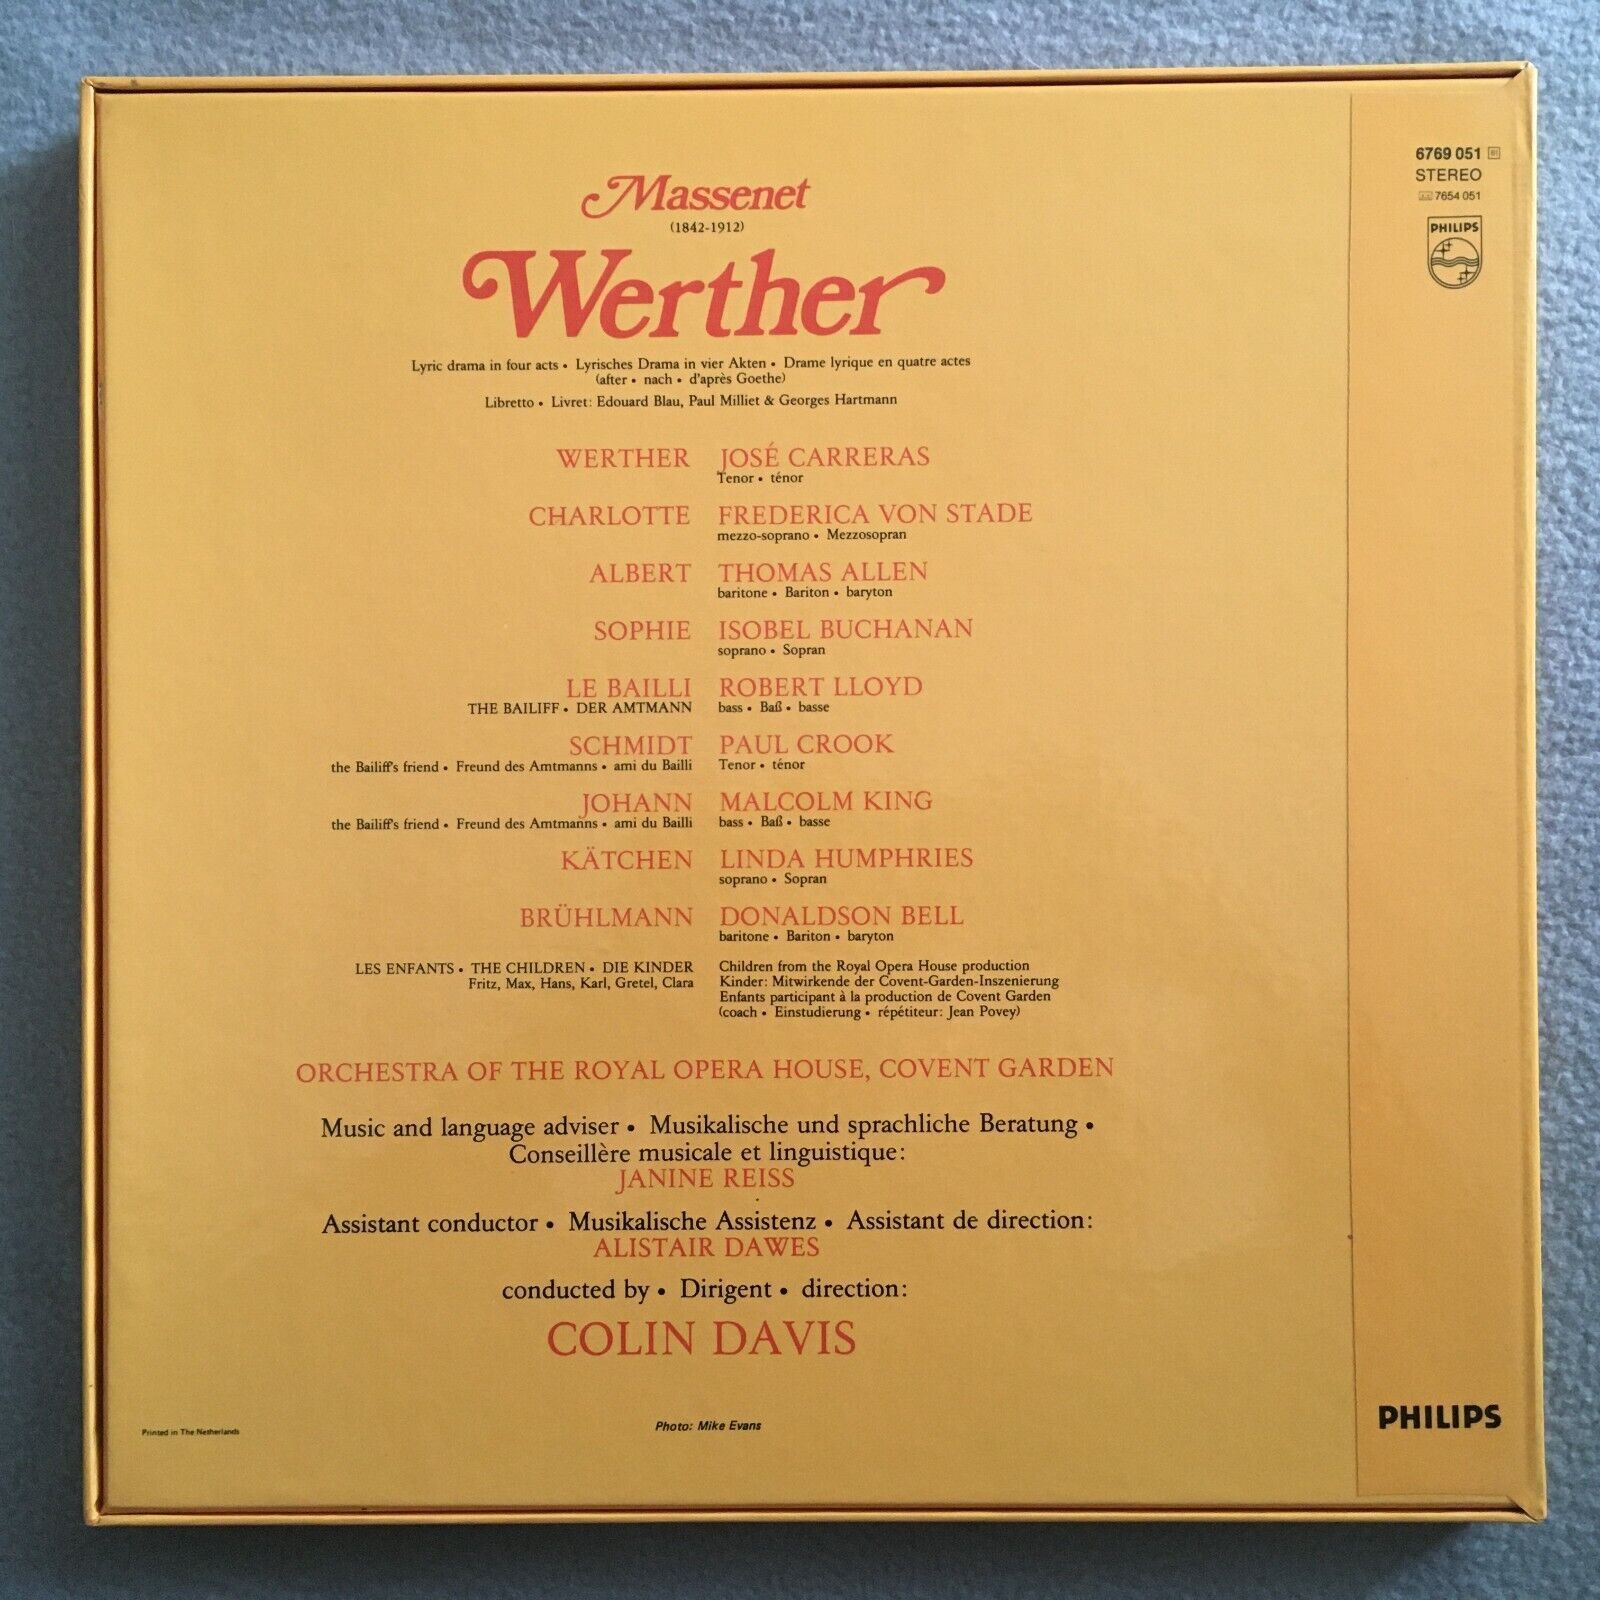 Massenet
(1842-1912)
Werther
Lyric drama in four acts • Lyrisches Drama in vier Akten • Drame lyrique en quatre actes
(after • nach • d'après Goethe)
Libretto • Livret: Edouard Blau, Paul Milliet & Georges Hartmann
WERTHER JOSÉ CARRERAS
Tenor • ténor
CHARLOTTE FREDERICA VON STADE
mezzo-soprano • Mezzosopran
ALBERT THOMAS ALLEN
baritone • Bariton • baryton
SOPHIE ISOBEL BUCHANAN
soprano • Sopran
LE BAILLI ROBERT LLOYD
THE BAILIFF • DER AMTMANN bass • Baß • basse
SCHMIDT PAUL CROOK
the Bailiff's friend • Freund des Amtmanns • ami du Bailli Tenor • ténor
JOHANN MALCOLM KING
the Bailiff's friend • Freund des Amtmanns • ami du Bailli bass • Baß • basse
KÄTCHEN LINDA HUMPHRIES
soprano • Sopran
BRÜHLMANN DONALDSON BELL
baritone • Bariton • baryton
LES ENFANTS • THE CHILDREN • DIE KINDER Children from the Royal Opera House production
Fritz, Max, Hans, Karl, Gretel, Clara Kinder: Mitwirkende der Covent-Garden-Inszenierung
Enfants participant à la production de Covent Garden
(coach • Einstudierung • répétiteur: Jean Povey)
ORCHESTRA OF THE ROYAL OPERA HOUSE, COVENT GARDEN
Music and language adviser • Musikalische und sprachliche Beratung •
Conseillère musicale et linguistique:
JANINE REISS
Assistant conductor • Musikalische Assistenz • Assistant de direction:
ALISTAIR DAWES
conducted by • Dirigent • direction:
COLIN DAVIS
Photo: Mike Evans
Printed in The Netherlands
6769 051
STEREO
7654 051
PHILIPS
PHILIPS